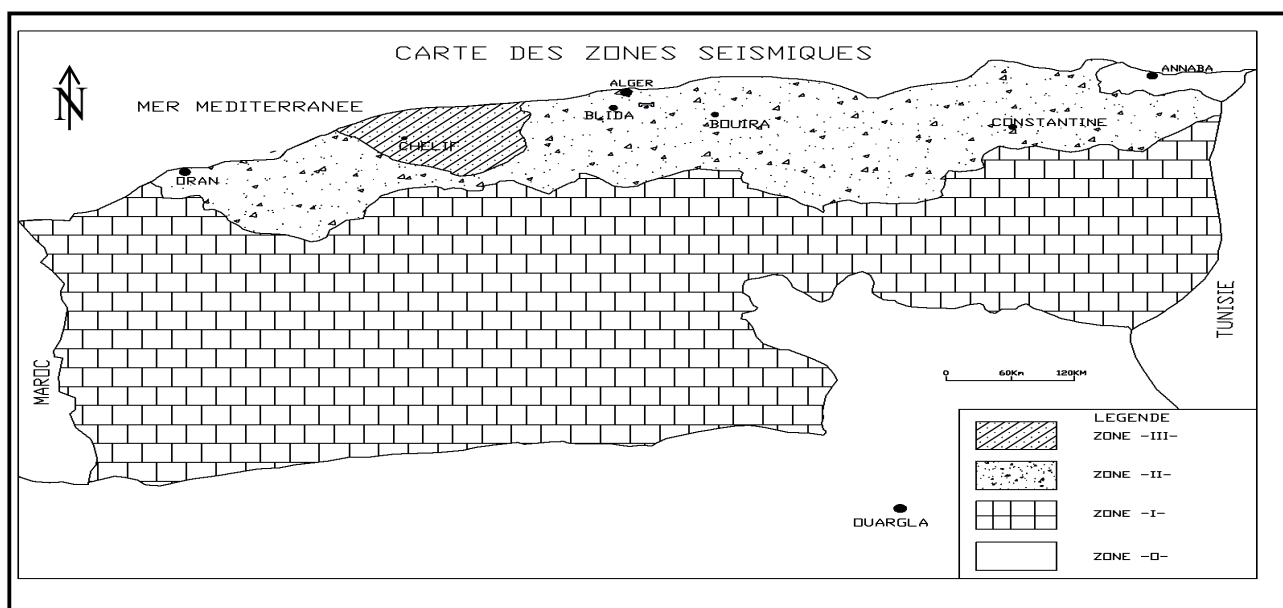 CARTE DES ZONES SEISMIQUES
N
MER MEDITERRANEE
ALGER
ANNABA
BLIDA
BOUIRA
CONSTANTINE
CHELIF
ORAN
MAROC
TUNISIE
0 60Km 120KM
OUARGLA
LEGENDE
ZONE -III-
ZONE -II-
ZONE -I-
ZONE -O-